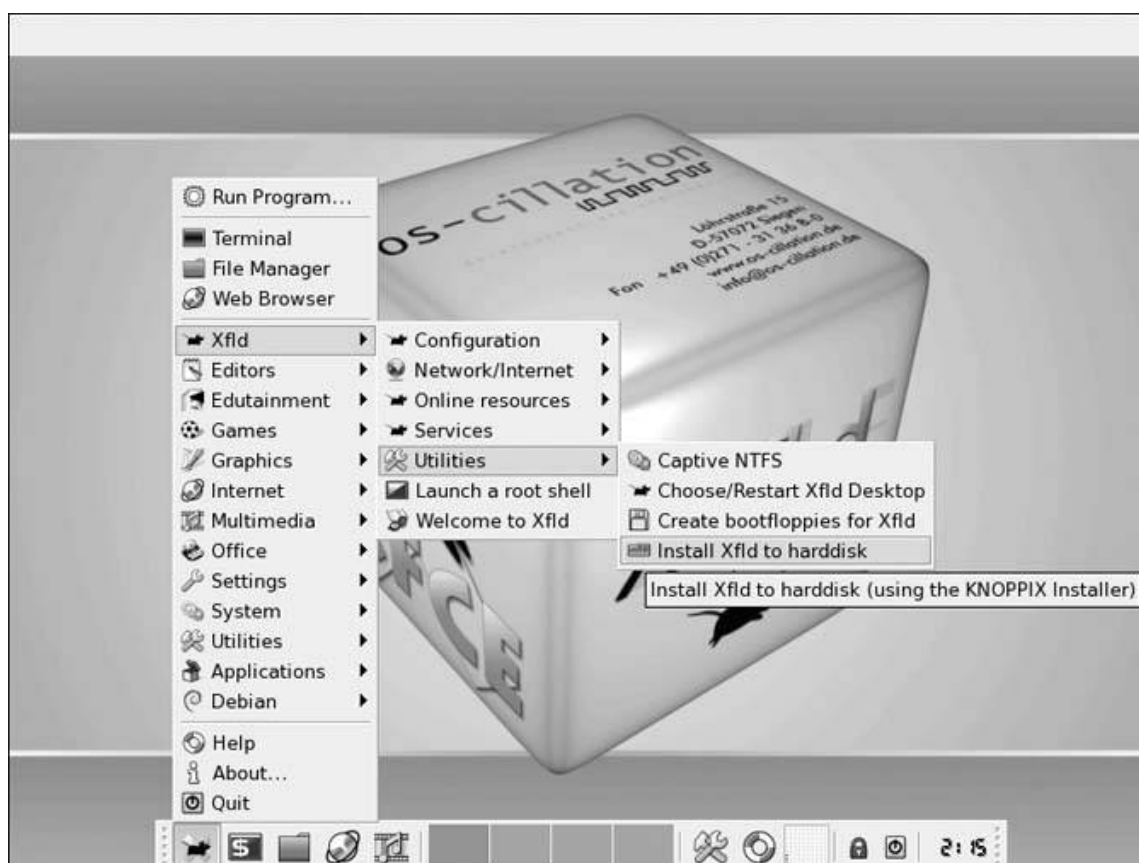 os-cillation
Löhrstraße 15
D-57072 Siegen
Fon +49 (0)271 - 31 36 8-0
www.os-cillation.de
info@os-cillation.de
Run Program...
Terminal
File Manager
Web Browser
Xfld
Editors
Edutainment
Games
Graphics
Internet
Multimedia
Office
Settings
System
Utilities
Applications
Debian
Help
About...
Quit
Configuration
Network/Internet
Online resources
Services
Utilities
Launch a root shell
Welcome to Xfld
Captive NTFS
Choose/Restart Xfld Desktop
Create bootfloppies for Xfld
Install Xfld to harddisk
Install Xfld to harddisk (using the KNOPPIX Installer)
2:15